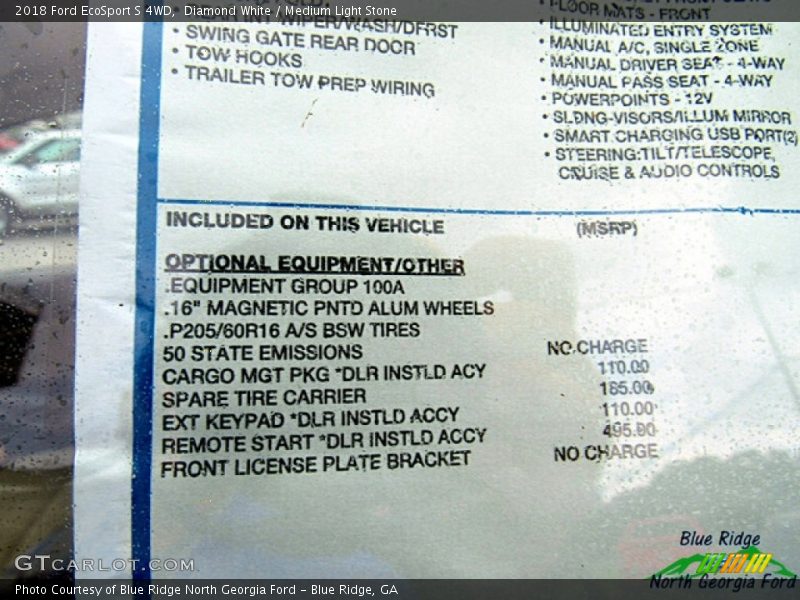 2018 Ford EcoSport S 4WD, Diamond White / Medium Light Stone
WIPER/WASH/DFRST
• SWING GATE REAR DOOR
• TOW HOOKS
• TRAILER TOW PREP WIRING
• FLOOR MATS - FRONT
• ILLUMINATED ENTRY SYSTEM
• MANUAL A/C, SINGLE ZONE
• MANUAL DRIVER SEAT - 4-WAY
• MANUAL PASS SEAT - 4-WAY
• POWERPOINTS - 12V
• SLDNG-VISORS/ILLUM MIRROR
• SMART CHARGING USB PORT(2)
• STEERING:TILT/TELESCOPE,
CRUISE & AUDIO CONTROLS
INCLUDED ON THIS VEHICLE (MSRP)
OPTIONAL EQUIPMENT/OTHER
.EQUIPMENT GROUP 100A
.16" MAGNETIC PNTD ALUM WHEELS
.P205/60R16 A/S BSW TIRES
50 STATE EMISSIONS NO CHARGE
CARGO MGT PKG *DLR INSTLD ACY 110.00
SPARE TIRE CARRIER 185.00
EXT KEYPAD *DLR INSTLD ACCY 110.00
REMOTE START *DLR INSTLD ACCY 495.00
FRONT LICENSE PLATE BRACKET NO CHARGE
Blue Ridge
North Georgia Ford
GTCARLOT.COM
Photo Courtesy of Blue Ridge North Georgia Ford - Blue Ridge, GA